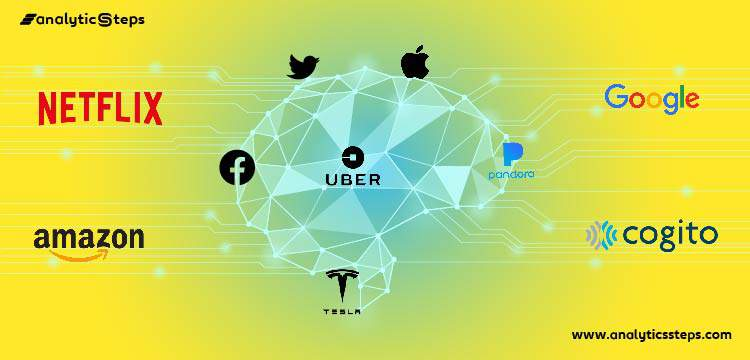 analyticSteps
NETFLIX
Google
UBER
pandora
amazon
cogito
TESLA
www.analyticssteps.com